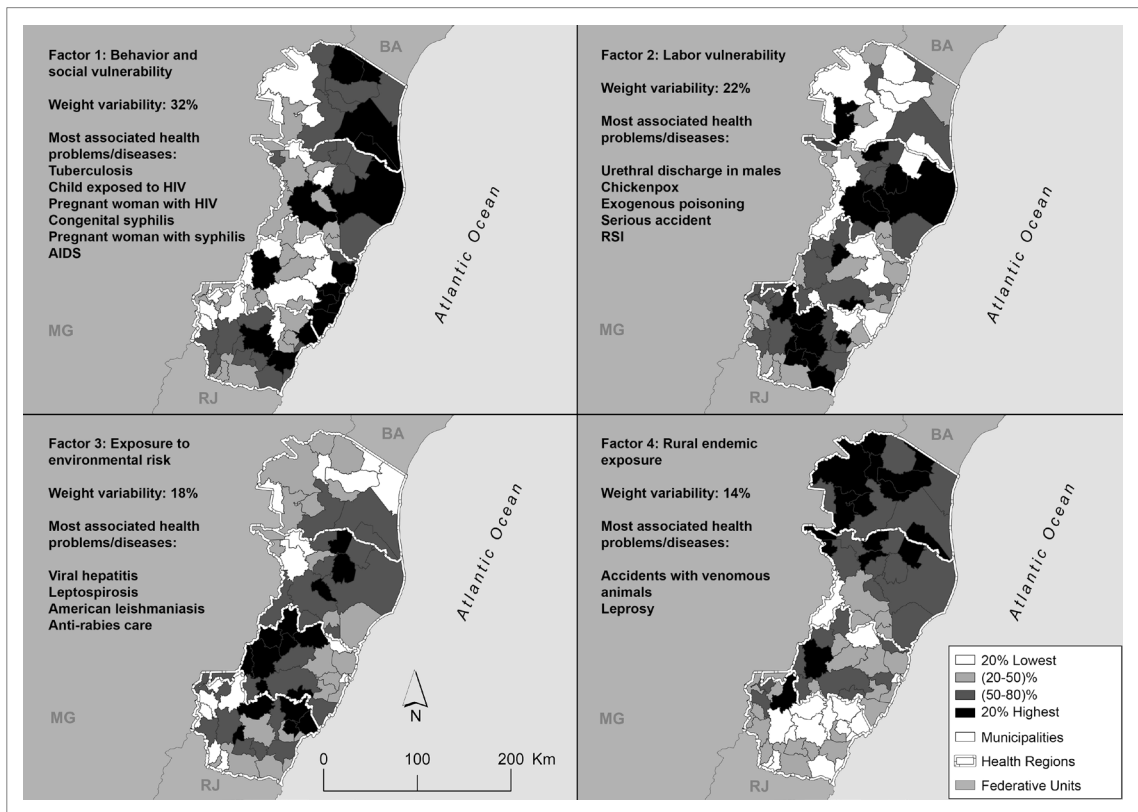 Factor 1: Behavior and
social vulnerability
Weight variability: 32%
Most associated health
problems/diseases:
Tuberculosis
Child exposed to HIV
Pregnant woman with HIV
Congenital syphilis
Pregnant woman with syphilis
AIDS
BA
MG
RJ
Atlantic Ocean
Factor 2: Labor vulnerability
Weight variability: 22%
Most associated health
problems/diseases:
Urethral discharge in males
Chickenpox
Exogenous poisoning
Serious accident
RSI
BA
MG
RJ
Atlantic Ocean
Factor 3: Exposure to
environmental risk
Weight variability: 18%
Most associated health
problems/diseases:
Viral hepatitis
Leptospirosis
American leishmaniasis
Anti-rabies care
BA
MG
RJ
Atlantic Ocean
N
0 100 200 Km
Factor 4: Rural endemic
exposure
Weight variability: 14%
Most associated health
problems/diseases:
Accidents with venomous
animals
Leprosy
BA
MG
RJ
Atlantic Ocean
20% Lowest
(20-50)%
(50-80)%
20% Highest
Municipalities
Health Regions
Federative Units